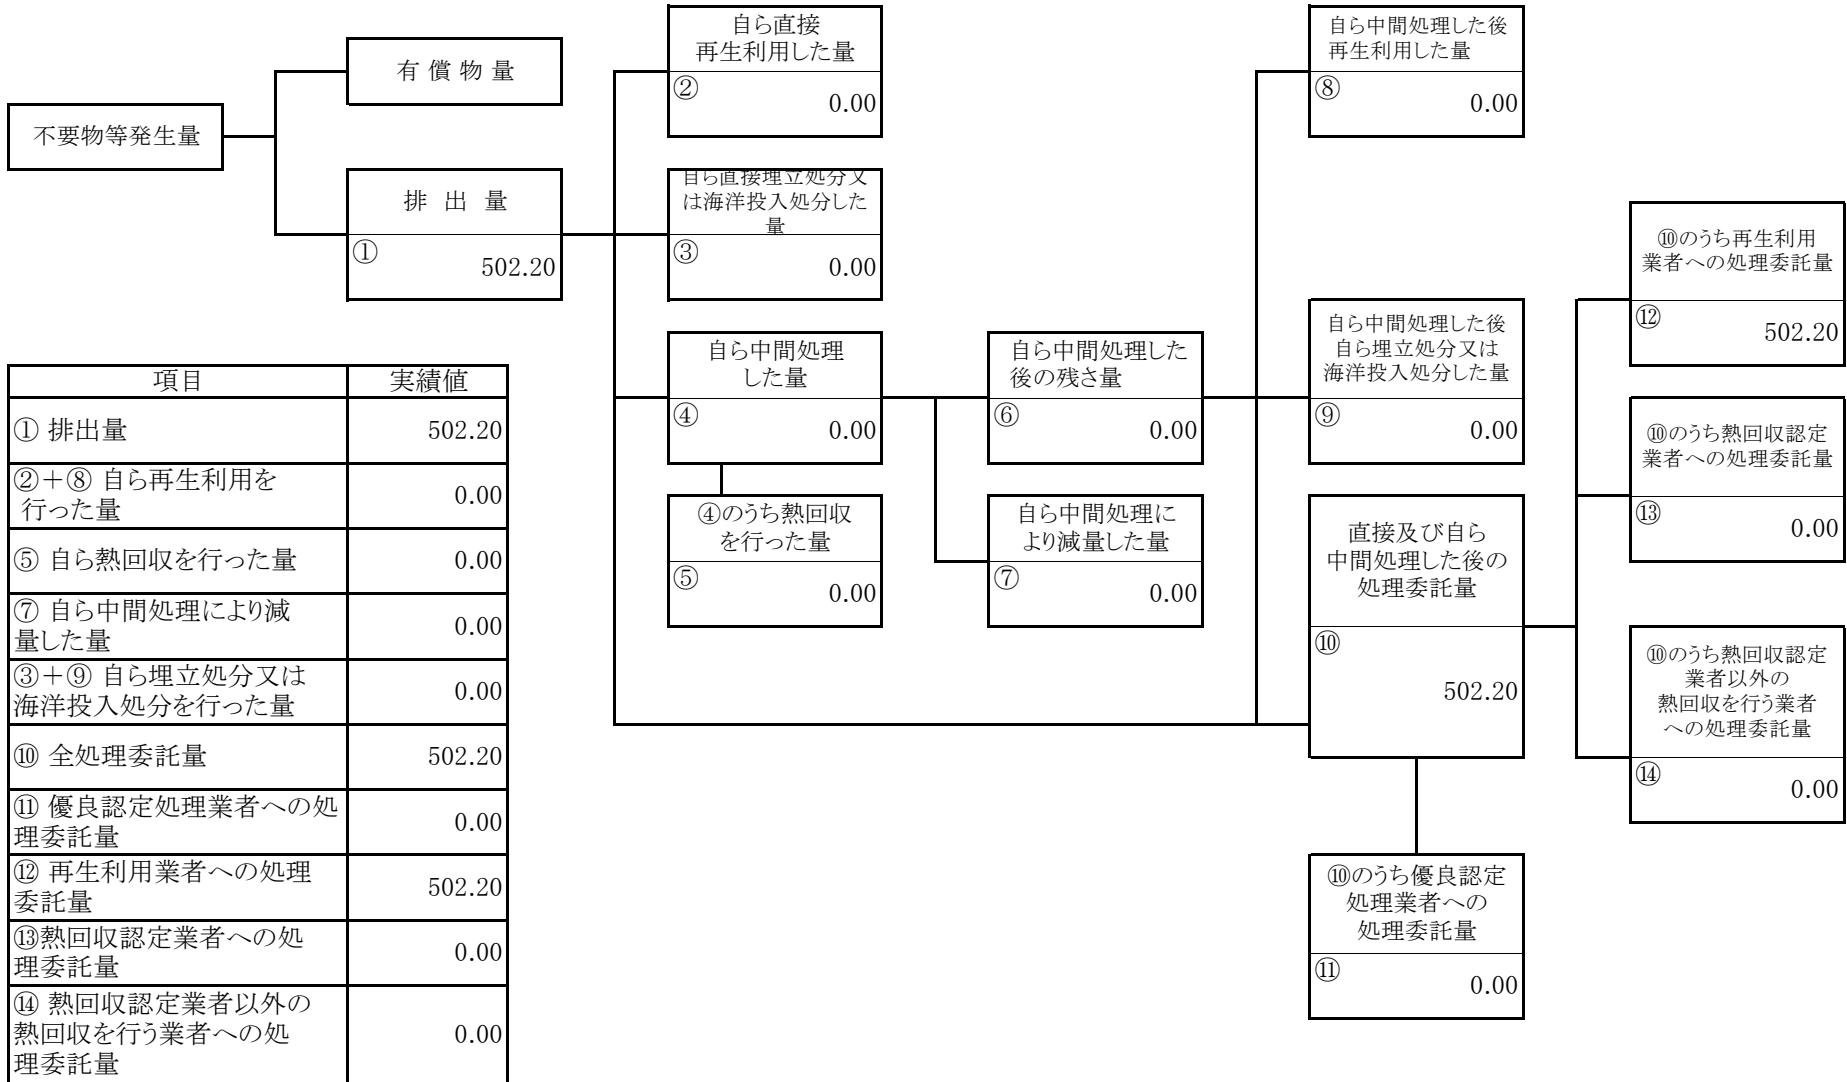 不要物等発生量
有 償 物 量
排 出 量
①
502.20
自ら直接
再生利用した量
②
0.00
自ら直接埋立処分又
は海洋投入処分した
量
③
0.00
自ら中間処理
した量
④
0.00
④のうち熱回収
を行った量
⑤
0.00
自ら中間処理した
後の残さ量
⑥
0.00
自ら中間処理に
より減量した量
⑦
0.00
自ら中間処理した後
再生利用した量
⑧
0.00
自ら中間処理した後
自ら埋立処分又は
海洋投入処分した量
⑨
0.00
直接及び自ら
中間処理した後の
処理委託量
⑩
502.20
⑩のうち優良認定
処理業者への
処理委託量
⑪
0.00
⑩のうち再生利用
業者への処理委託量
⑫
502.20
⑩のうち熱回収認定
業者への処理委託量
⑬
0.00
⑩のうち熱回収認定
業者以外の
熱回収を行う業者
への処理委託量
⑭
0.00
項目 実績値
① 排出量 502.20
②＋⑧ 自ら再生利用を
行った量
0.00
⑤ 自ら熱回収を行った量 0.00
⑦ 自ら中間処理により減
量した量
0.00
③＋⑨ 自ら埋立処分又は
海洋投入処分を行った量
0.00
⑩ 全処理委託量 502.20
⑪ 優良認定処理業者への処
理委託量
0.00
⑫ 再生利用業者への処理
委託量
502.20
⑬熱回収認定業者への処
理委託量
0.00
⑭ 熱回収認定業者以外の
熱回収を行う業者への処
理委託量
0.00